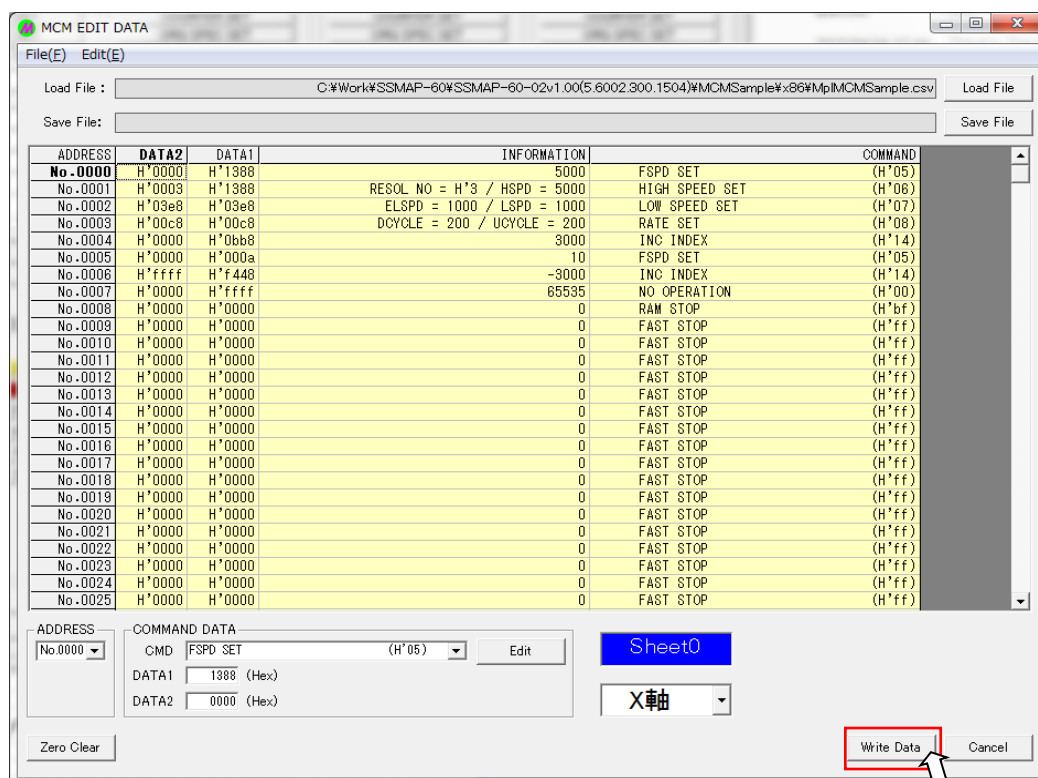 MCM EDIT DATA
File(F) Edit(E)
Load File : C:¥Work¥SSMAP-60¥SSMAP-60-02v1.00(5.6002.300.1504)¥MCMSample¥x86¥MplMCMSample.csv Load File
Save File: Save File
ADDRESS DATA2 DATA1 INFORMATION COMMAND
No.0000 H'0000 H'1388 5000 FSPD SET (H'05)
No.0001 H'0003 H'1388 RESOL NO = H'3 / HSPD = 5000 HIGH SPEED SET (H'06)
No.0002 H'03e8 H'03e8 ELSPD = 1000 / LSPD = 1000 LOW SPEED SET (H'07)
No.0003 H'00c8 H'00c8 DCYCLE = 200 / UCYCLE = 200 RATE SET (H'08)
No.0004 H'0000 H'0bb8 3000 INC INDEX (H'14)
No.0005 H'0000 H'000a 10 FSPD SET (H'05)
No.0006 H'ffff H'f448 -3000 INC INDEX (H'14)
No.0007 H'0000 H'ffff 65535 NO OPERATION (H'00)
No.0008 H'0000 H'0000 0 RAM STOP (H'bf)
No.0009 H'0000 H'0000 0 FAST STOP (H'ff)
No.0010 H'0000 H'0000 0 FAST STOP (H'ff)
No.0011 H'0000 H'0000 0 FAST STOP (H'ff)
No.0012 H'0000 H'0000 0 FAST STOP (H'ff)
No.0013 H'0000 H'0000 0 FAST STOP (H'ff)
No.0014 H'0000 H'0000 0 FAST STOP (H'ff)
No.0015 H'0000 H'0000 0 FAST STOP (H'ff)
No.0016 H'0000 H'0000 0 FAST STOP (H'ff)
No.0017 H'0000 H'0000 0 FAST STOP (H'ff)
No.0018 H'0000 H'0000 0 FAST STOP (H'ff)
No.0019 H'0000 H'0000 0 FAST STOP (H'ff)
No.0020 H'0000 H'0000 0 FAST STOP (H'ff)
No.0021 H'0000 H'0000 0 FAST STOP (H'ff)
No.0022 H'0000 H'0000 0 FAST STOP (H'ff)
No.0023 H'0000 H'0000 0 FAST STOP (H'ff)
No.0024 H'0000 H'0000 0 FAST STOP (H'ff)
No.0025 H'0000 H'0000 0 FAST STOP (H'ff)
ADDRESS COMMAND DATA
No.0000 CMD FSPD SET (H'05) Edit Sheet0
DATA1 1388 (Hex)
DATA2 0000 (Hex) X軸
Zero Clear Write Data Cancel